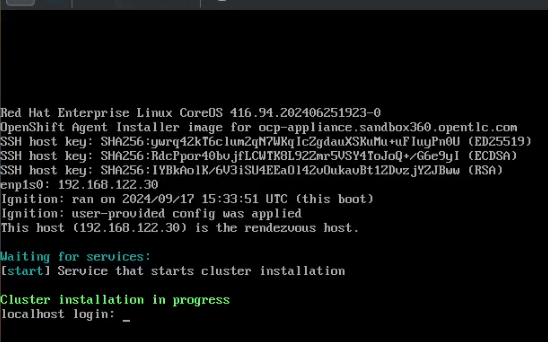 Red Hat Enterprise Linux CoreOS 416.94.202406251923-0
OpenShift Agent Installer image for ocp-appliance.sandbox360.opentlc.com
SSH host key: SHA256:ywrq42kT6clum2qN7WKqIcZgdauXSKuMu+uFIuyPn0U (ED25519)
SSH host key: SHA256:RdcPpor40bvjfLCWTK8L92Zmr5VSY4ToJoQ+/G6e9yI (ECDSA)
SSH host key: SHA256:IYBkAolK/6V3iSU4EEaOl42vOukavBt1ZDvzjYZJBww (RSA)
enp1s0: 192.168.122.30
Ignition: ran on 2024/09/17 15:33:51 UTC (this boot)
Ignition: user-provided config was applied
This host (192.168.122.30) is the rendezvous host.
Waiting for services:
[start] Service that starts cluster installation
Cluster installation in progress
localhost login: _